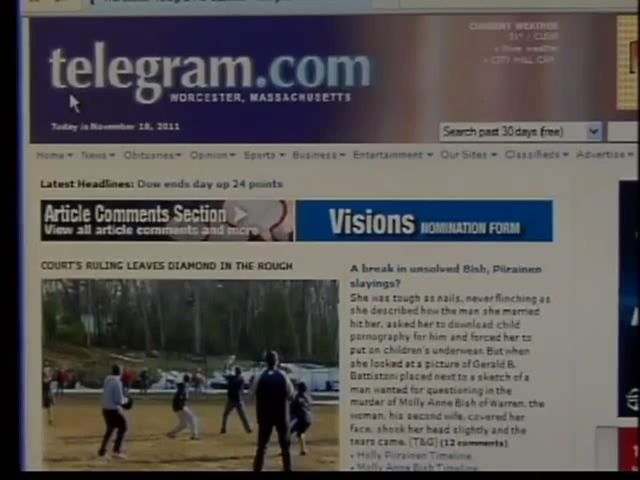 telegram.com
WORCESTER, MASSACHUSETTS
CURRENT WEATHER
Today is November 18, 2011
Search past 30 days (free)
Home News Obituaries Opinion Sports Business Entertainment Our Sites Classifieds Advertise
Latest Headlines: Dow ends day up 24 points
Article Comments Section
View all article comments and more
Visions NOMINATION FORM
COURT'S RULING LEAVES DIAMOND IN THE ROUGH
A break in unsolved Bish, Piirainen
slayings?
She was tough as nails, never flinching as
she described how the man she married
hit her, asked her to download child
pornography for him and forced her to
put on children's underwear. But when
she looked at a picture of Gerald B.
Battistoni placed next to a sketch of a
man wanted for questioning in the
murder of Molly Anne Bish of Warren, the
woman, his second wife, covered her
face, shook her head slightly and the
tears came. (T&G) (12 comments)
• Holly Piirainen Timeline
• Molly Anne Bish Timeline